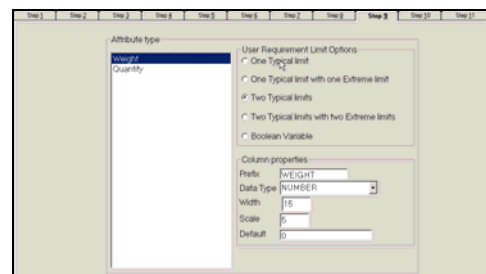 Step 1 Step 2 Step 3 Step 4 Step 5 Step 6 Step 7 Step 8 Step 9 Step 10 Step 11
Attribute type
Weight
Quantity
User Requirement Limit Options
One Typical limit
One Typical limit with one Extreme limit
Two Typical limits
Two Typical limits with two Extreme limits
Boolean Variable
Column properties
Prefix WEIGHT
Data Type NUMBER
Width 15
Scale 5
Default 0